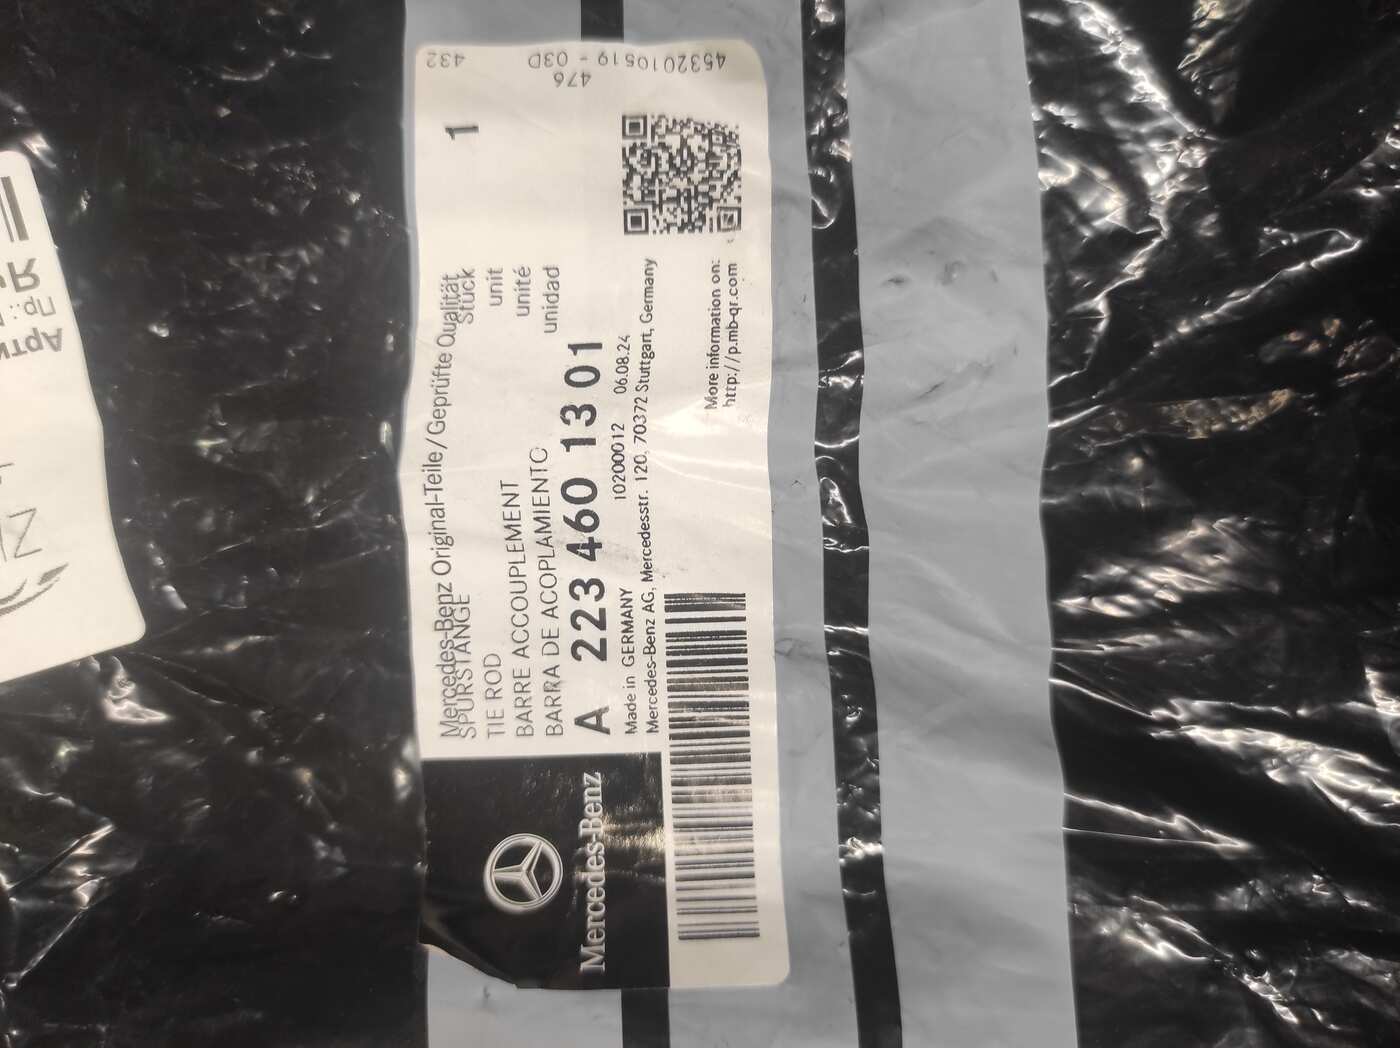 Mercedes-Benz Original-Teile/Geprüfte Qualität
SPURSTANGE Stück 1
TIE ROD unit
BARRE ACCOUPLEMENT unité
BARRA DE ACOPLAMIENTO unidad
A 223 460 13 01
Made in GERMANY 10200012 06.08.24
Mercedes-Benz AG, Mercedesstr. 120, 70372 Stuttgart, Germany
More information on:
http://p.mb-qr.com
Mercedes-Benz
432
476
4532010519 - 03D
Пр.: